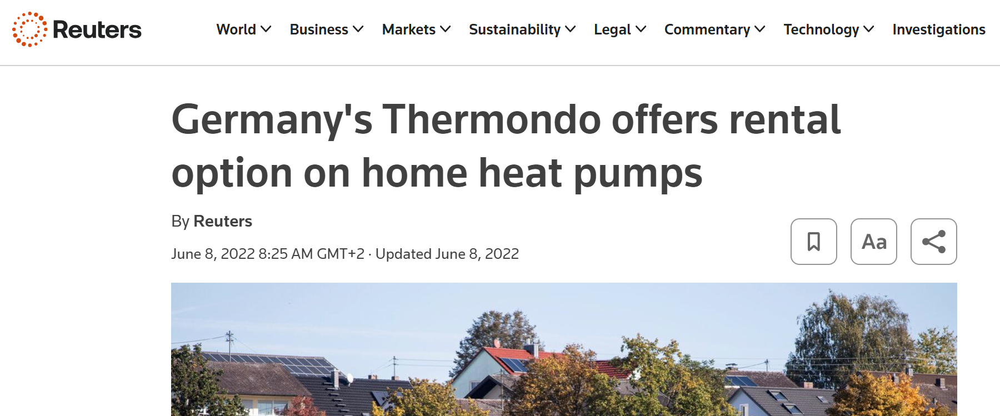 Reuters
World
Business
Markets
Sustainability
Legal
Commentary
Technology
Investigations
Germany's Thermondo offers rental
option on home heat pumps
By Reuters
June 8, 2022 8:25 AM GMT+2 · Updated June 8, 2022
Aa